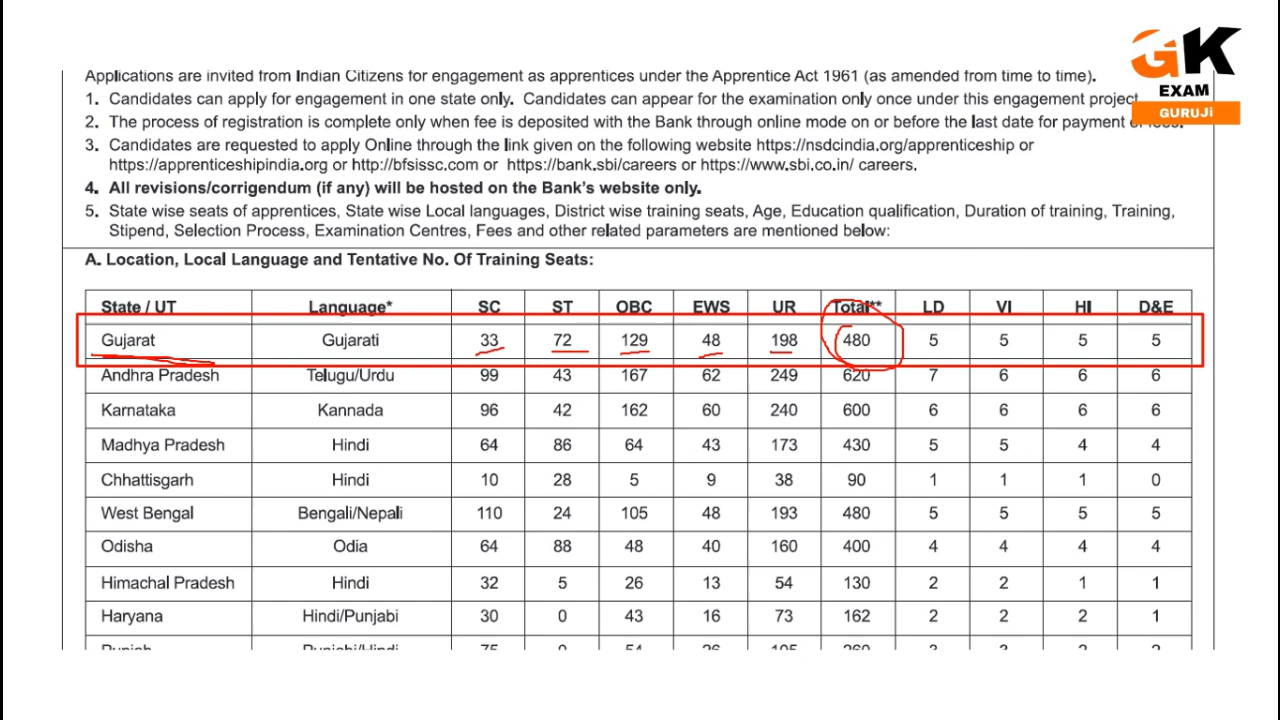 GK
EXAM
GURUJi
Applications are invited from Indian Citizens for engagement as apprentices under the Apprentice Act 1961 (as amended from time to time).
1. Candidates can apply for engagement in one state only. Candidates can appear for the examination only once under this engagement project
2. The process of registration is complete only when fee is deposited with the Bank through online mode on or before the last date for payment of fees.
3. Candidates are requested to apply Online through the link given on the following website https://nsdcindia.org/apprenticeship or
https://apprenticeshipindia.org or http://bfsissc.com or https://bank.sbi/careers or https://www.sbi.co.in/ careers.
4. All revisions/corrigendum (if any) will be hosted on the Bank's website only.
5. State wise seats of apprentices, State wise Local languages, District wise training seats, Age, Education qualification, Duration of training, Training,
Stipend, Selection Process, Examination Centres, Fees and other related parameters are mentioned below:
A. Location, Local Language and Tentative No. Of Training Seats:
State / UT Language* SC ST OBC EWS UR Total** LD VI HI D&E
Gujarat Gujarati 33 72 129 48 198 480 5 5 5 5
Andhra Pradesh Telugu/Urdu 99 43 167 62 249 620 7 6 6 6
Karnataka Kannada 96 42 162 60 240 600 6 6 6 6
Madhya Pradesh Hindi 64 86 64 43 173 430 5 5 4 4
Chhattisgarh Hindi 10 28 5 9 38 90 1 1 1 0
West Bengal Bengali/Nepali 110 24 105 48 193 480 5 5 5 5
Odisha Odia 64 88 48 40 160 400 4 4 4 4
Himachal Pradesh Hindi 32 5 26 13 54 130 2 2 1 1
Haryana Hindi/Punjabi 30 0 43 16 73 162 2 2 2 1
Punjab Punjabi/Hindi